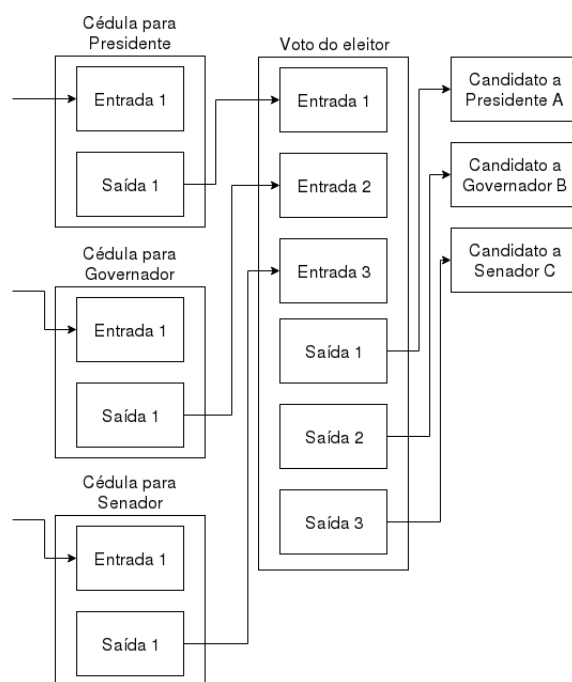 Cédula para
Presidente
Entrada 1
Saída 1
Cédula para
Governador
Entrada 1
Saída 1
Cédula para
Senador
Entrada 1
Saída 1
Voto do eleitor
Entrada 1
Entrada 2
Entrada 3
Saída 1
Saída 2
Saída 3
Candidato a
Presidente A
Candidato a
Governador B
Candidato a
Senador C